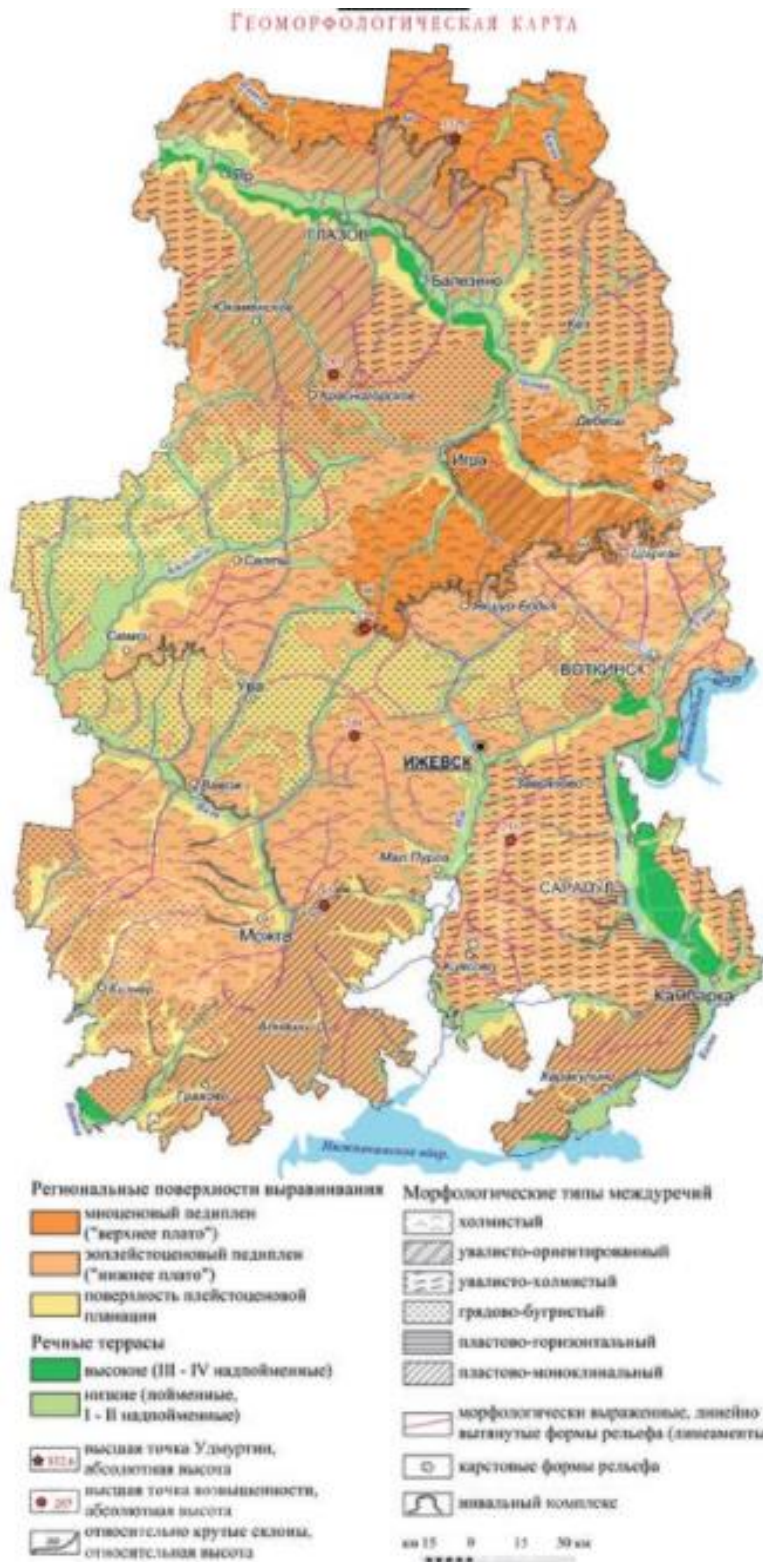 ГЕОМОРФОЛОГИЧЕСКАЯ КАРТА
Яр
ГЛАЗОВ
Балезино
Юкаменское
Кез
Красногорское
Чепца
Дебесы
Игра
Шаркан
Селты
Якшур-Бодья
ВОТКИНСК
Ува
ИЖЕВСК
Вавож
Завьялово
Мал Пурга
САРАПУЛ
Можга
Киясово
Камбарка
Кизнер
Алнаши
Каракулино
Грахово
Нижнекамское вдхр.
Региональные поверхности выравнивания
миоценовый педиплен
("верхнее плато")
эоплейстоценовый педиплен
("нижнее плато")
поверхность плейстоценовой
планации
Речные террасы
высокие (III - IV надпойменные)
низкие (пойменные,
I - II надпойменные)
высшая точка Удмуртии,
абсолютная высота
207 высшая точка возвышенности,
абсолютная высота
относительно крутые склоны,
относительная высота
Морфологические типы междуречий
холмистый
увалисто-ориентированный
увалисто-холмистый
грядово-бугристый
пластово-горизонтальный
пластово-моноклинальный
морфологически выраженные, линейно
вытянутые формы рельефа (линеаменты
карстовые формы рельефа
нивальный комплекс
км 15 0 15 30 км